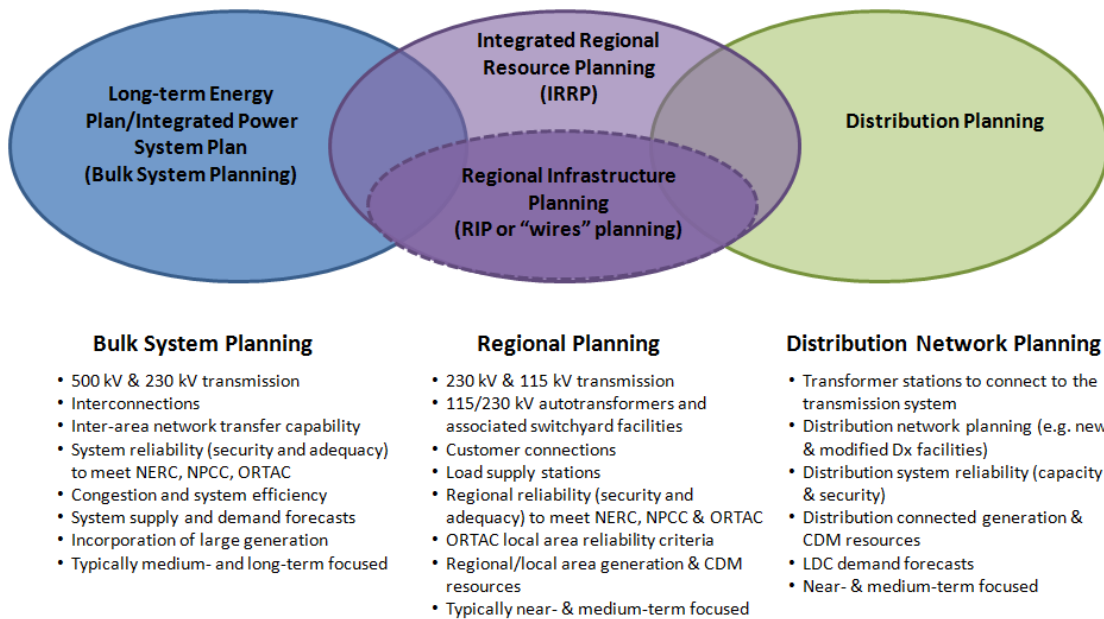 Long-term Energy
Plan/Integrated Power
System Plan
(Bulk System Planning)
Integrated Regional
Resource Planning
(IRRP)
Regional Infrastructure
Planning
(RIP or “wires” planning)
Distribution Planning
Bulk System Planning
• 500 kV & 230 kV transmission
• Interconnections
• Inter-area network transfer capability
• System reliability (security and adequacy)
to meet NERC, NPCC, ORTAC
• Congestion and system efficiency
• System supply and demand forecasts
• Incorporation of large generation
• Typically medium- and long-term focused
Regional Planning
• 230 kV & 115 kV transmission
• 115/230 kV autotransformers and
associated switchyard facilities
• Customer connections
• Load supply stations
• Regional reliability (security and
adequacy) to meet NERC, NPCC & ORTAC
• ORTAC local area reliability criteria
• Regional/local area generation & CDM
resources
• Typically near- & medium-term focused
Distribution Network Planning
• Transformer stations to connect to the
transmission system
• Distribution network planning (e.g. new
& modified Dx facilities)
• Distribution system reliability (capacity
& security)
• Distribution connected generation &
CDM resources
• LDC demand forecasts
• Near- & medium-term focused